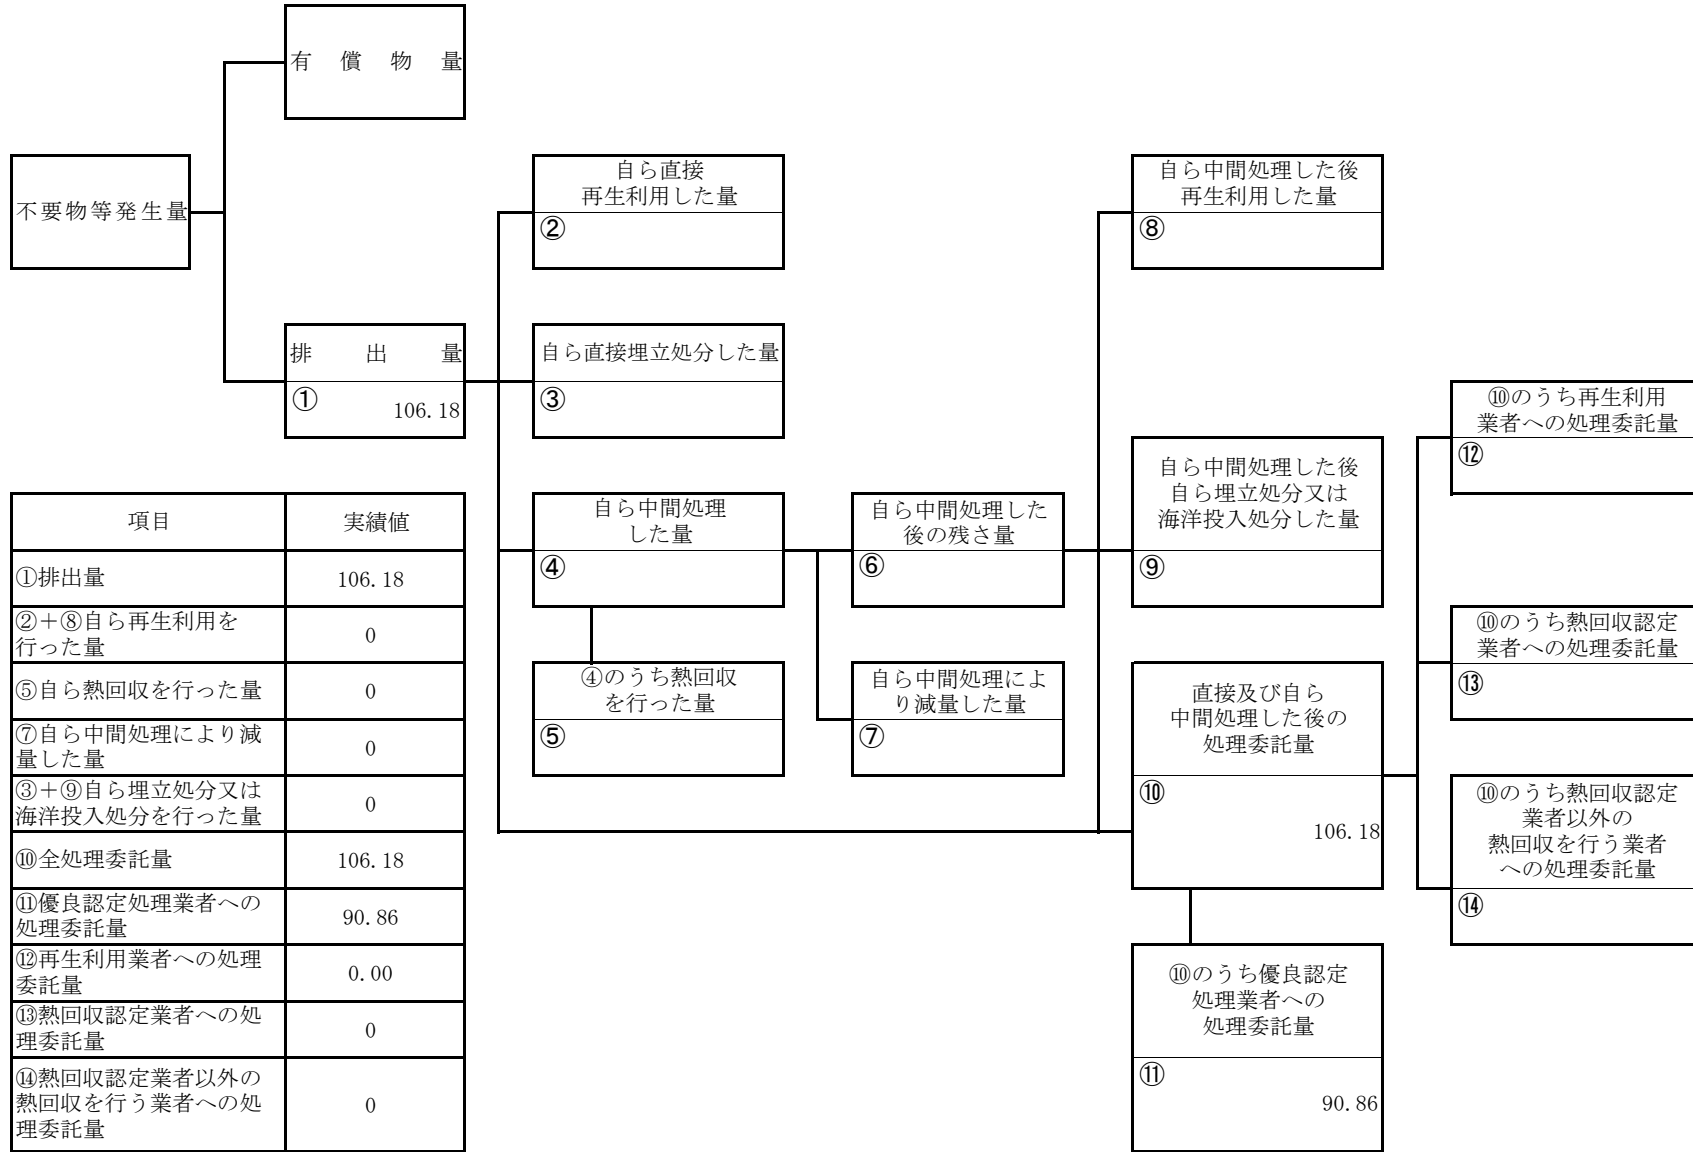 有償物量
不要物等発生量
排出量
①
106.18
自ら直接
再生利用した量
②
自ら直接埋立処分した量
③
自ら中間処理
した量
④
④のうち熱回収
を行った量
⑤
自ら中間処理した
後の残さ量
⑥
自ら中間処理によ
り減量した量
⑦
自ら中間処理した後
再生利用した量
⑧
自ら中間処理した後
自ら埋立処分又は
海洋投入処分した量
⑨
直接及び自ら
中間処理した後の
処理委託量
⑩
106.18
⑩のうち優良認定
処理業者への
処理委託量
⑪
90.86
⑩のうち再生利用
業者への処理委託量
⑫
⑩のうち熱回収認定
業者への処理委託量
⑬
⑩のうち熱回収認定
業者以外の
熱回収を行う業者
への処理委託量
⑭
項目 実績値
①排出量 106.18
②＋⑧自ら再生利用を
行った量 0
⑤自ら熱回収を行った量 0
⑦自ら中間処理により減
量した量 0
③＋⑨自ら埋立処分又は
海洋投入処分を行った量 0
⑩全処理委託量 106.18
⑪優良認定処理業者への
処理委託量 90.86
⑫再生利用業者への処理
委託量 0.00
⑬熱回収認定業者への処
理委託量 0
⑭熱回収認定業者以外の
熱回収を行う業者への処 0
理委託量